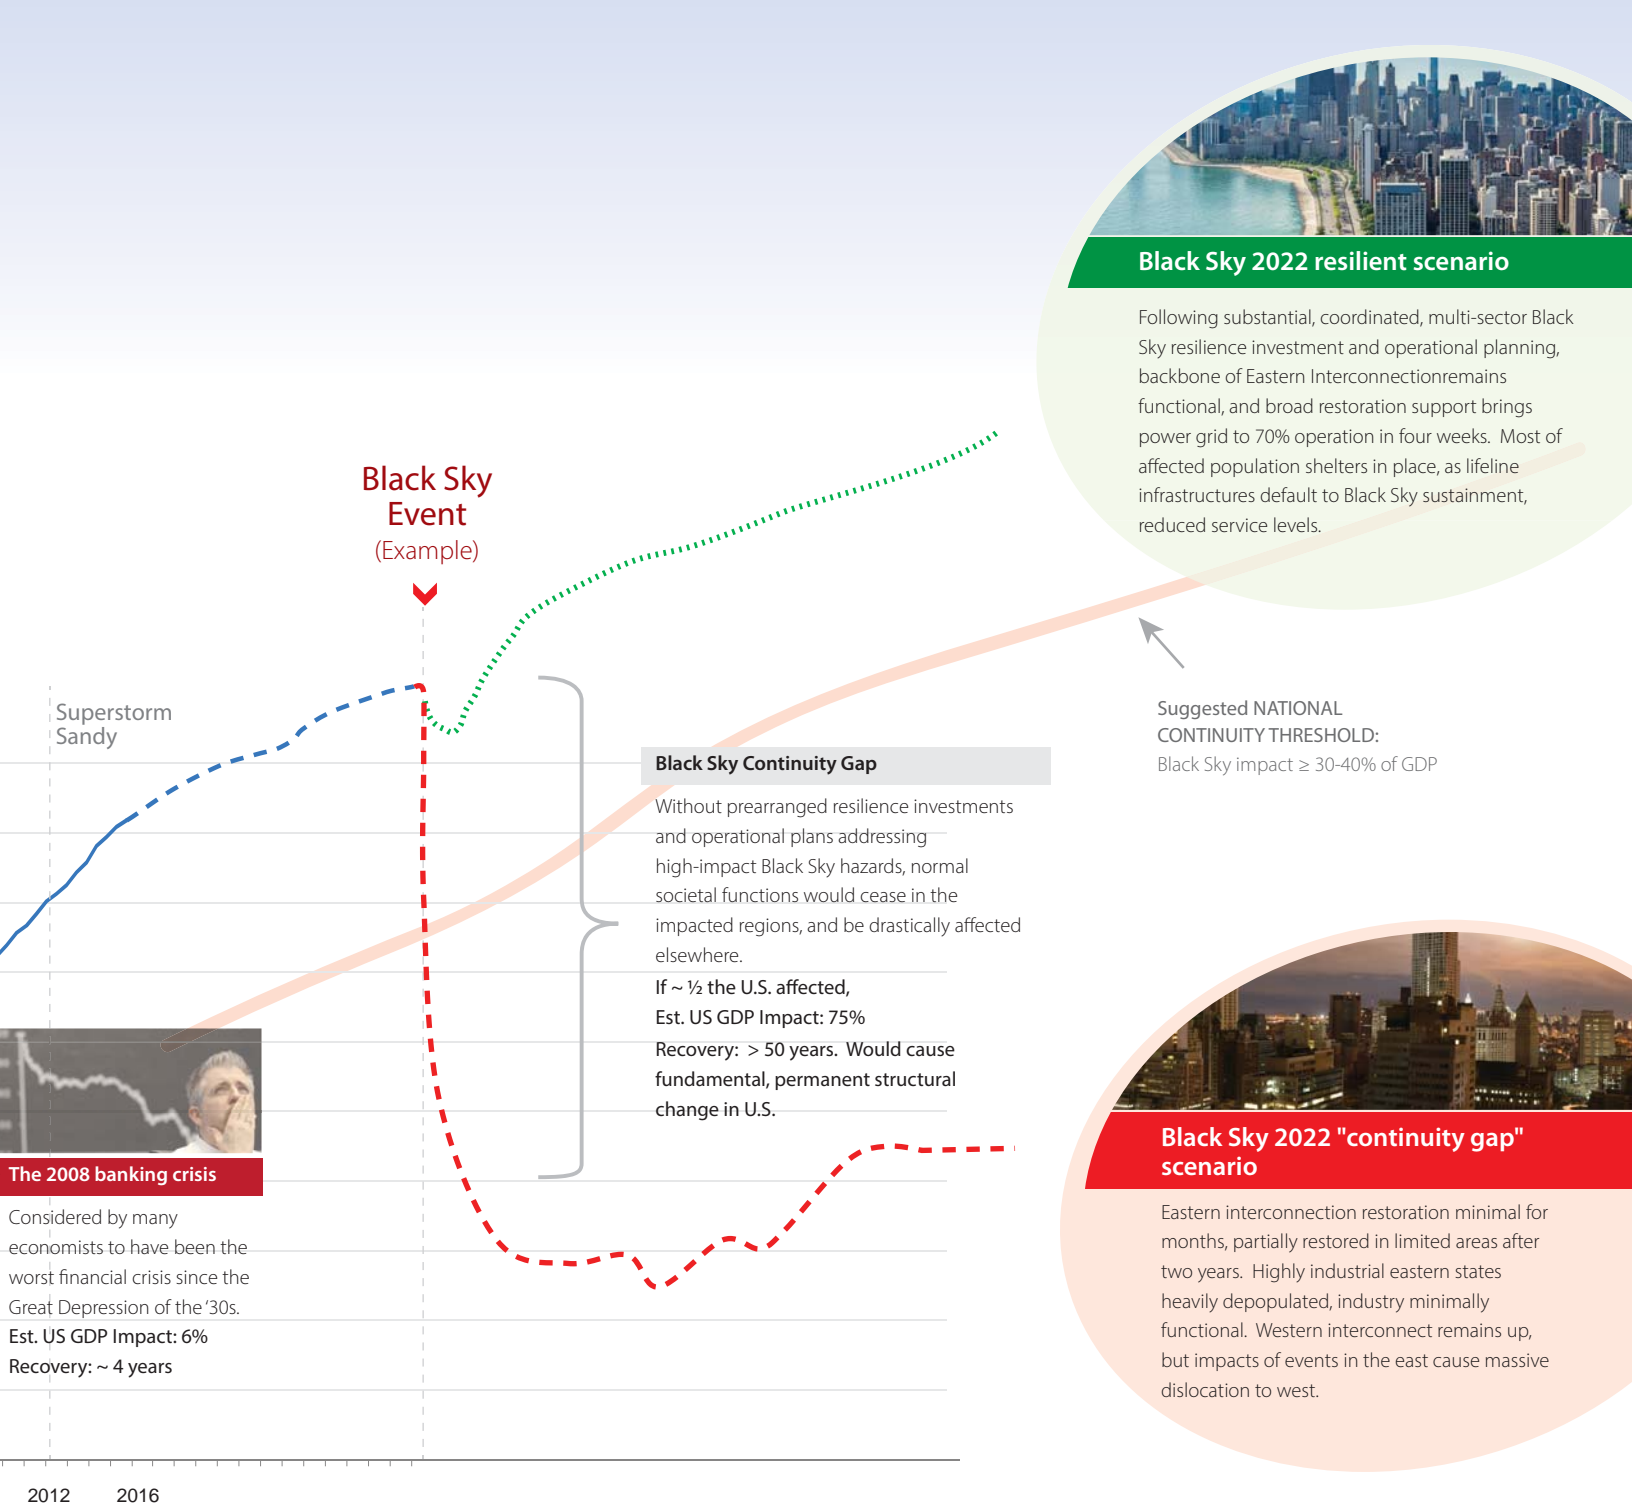 Black Sky 2022 resilient scenario
Following substantial, coordinated, multi-sector Black
Sky resilience investment and operational planning,
backbone of Eastern Interconnectionremains
functional, and broad restoration support brings
power grid to 70% operation in four weeks.  Most of
affected population shelters in place, as lifeline
infrastructures default to Black Sky sustainment,
reduced service levels.
Black Sky
Event
(Example)
Superstorm
Sandy
Suggested NATIONAL
CONTINUITY THRESHOLD:
Black Sky impact ≥ 30-40% of GDP
Black Sky Continuity Gap
Without prearranged resilience investments
and operational plans addressing
high-impact Black Sky hazards, normal
societal functions would cease in the
impacted regions, and be drastically affected
elsewhere.
If ~ ½ the U.S. affected,
Est. US GDP Impact: 75%
Recovery:  > 50 years.  Would cause
fundamental, permanent structural
change in U.S.
The 2008 banking crisis
Considered by many
economists to have been the
worst financial crisis since the
Great Depression of the ‘30s.
Est. US GDP Impact: 6%
Recovery: ~ 4 years
Black Sky 2022 "continuity gap"
scenario
Eastern interconnection restoration minimal for
months, partially restored in limited areas after
two years.  Highly industrial eastern states
heavily depopulated, industry minimally
functional.  Western interconnect remains up,
but impacts of events in the east cause massive
dislocation to west.
2012 2016